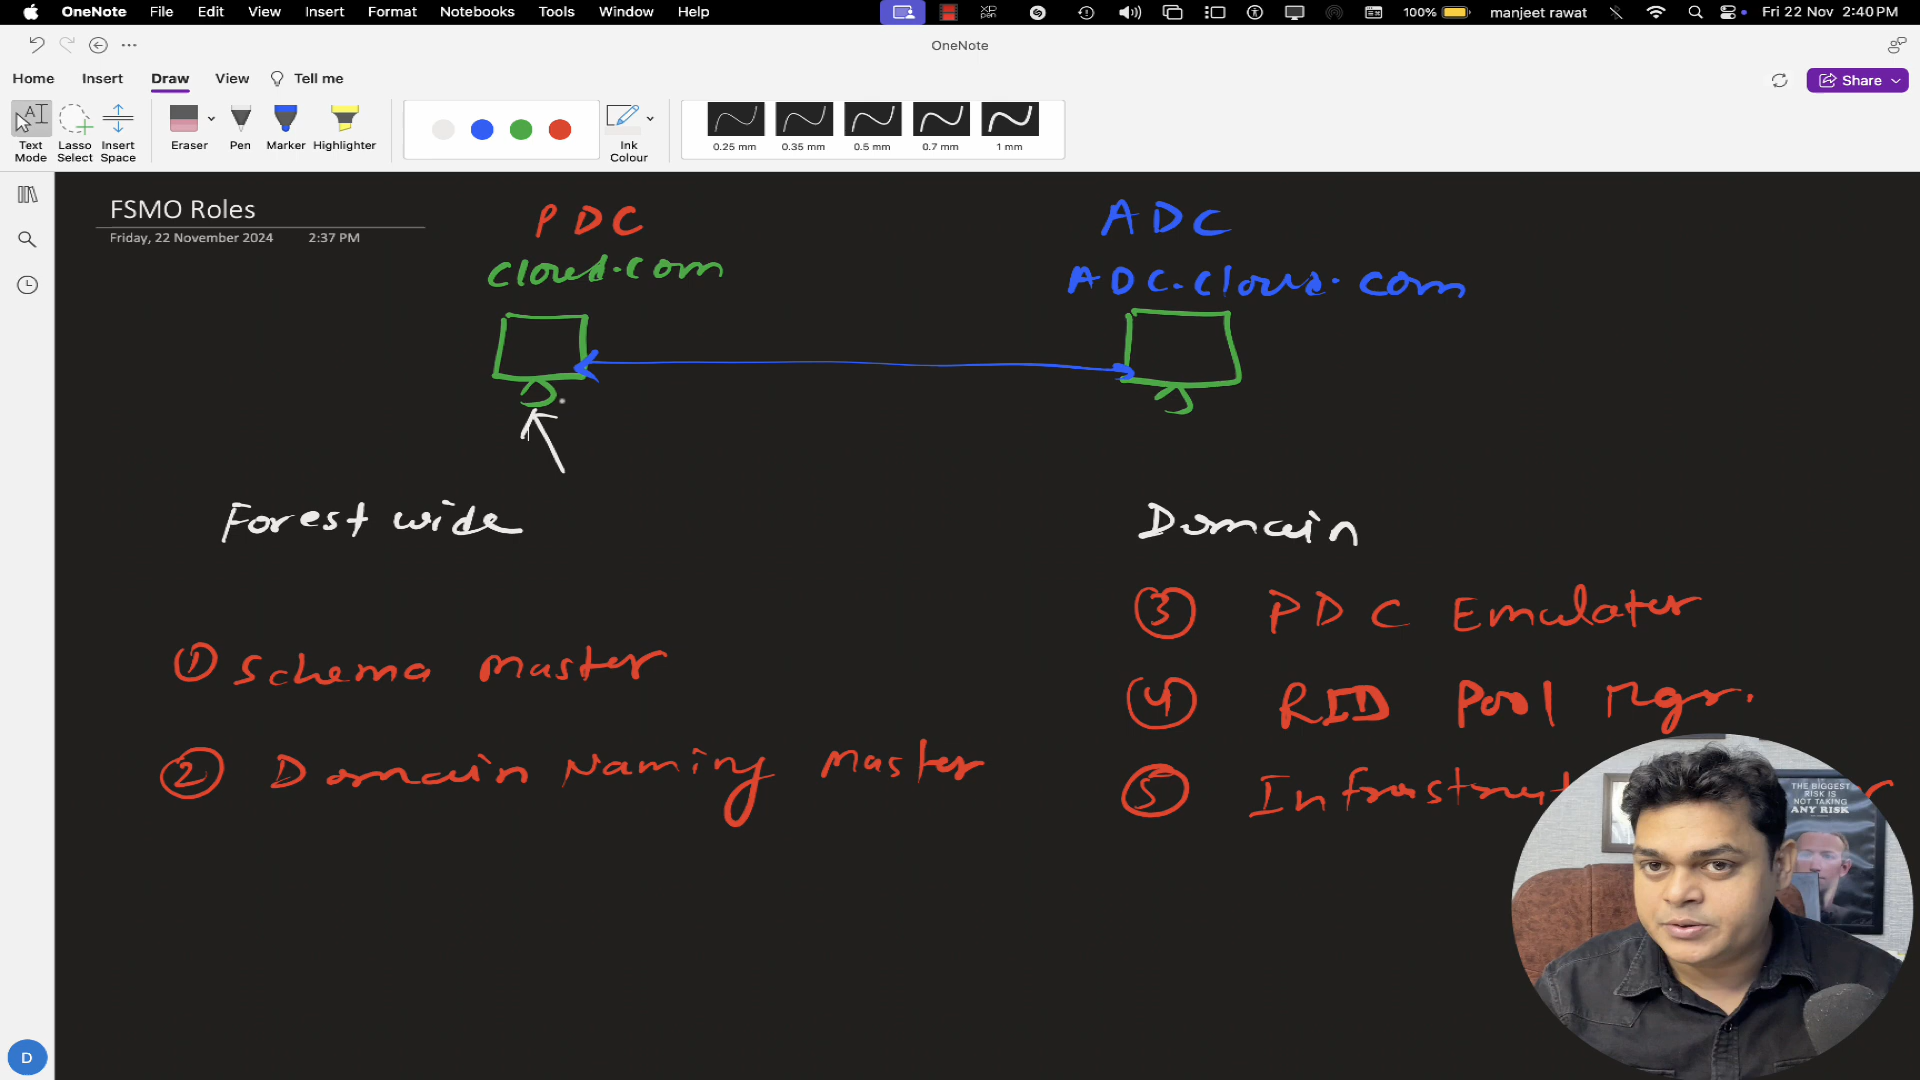 OneNote File Edit View Insert Format Notebooks Tools Window Help XP pen 100% manjeet rawat Fri 22 Nov 2:40 PM
OneNote
Home Insert Draw View Tell me Share
Text Mode
Lasso Select
Insert Space
Eraser
Pen
Marker
Highlighter
Ink Colour
0.25 mm 0.35 mm 0.5 mm 0.7 mm 1 mm
FSMO Roles
Friday, 22 November 2024 2:37 PM
PDC
Cloud.com
ADC
ADC.Cloud.com
Forest wide
① Schema Master
② Domain Naming Master
Domain
③ PDC Emulater
④ RID Pool Mgr.
⑤
THE BIGGEST
RISK IS
NOT TAKING
ANY RISK
D